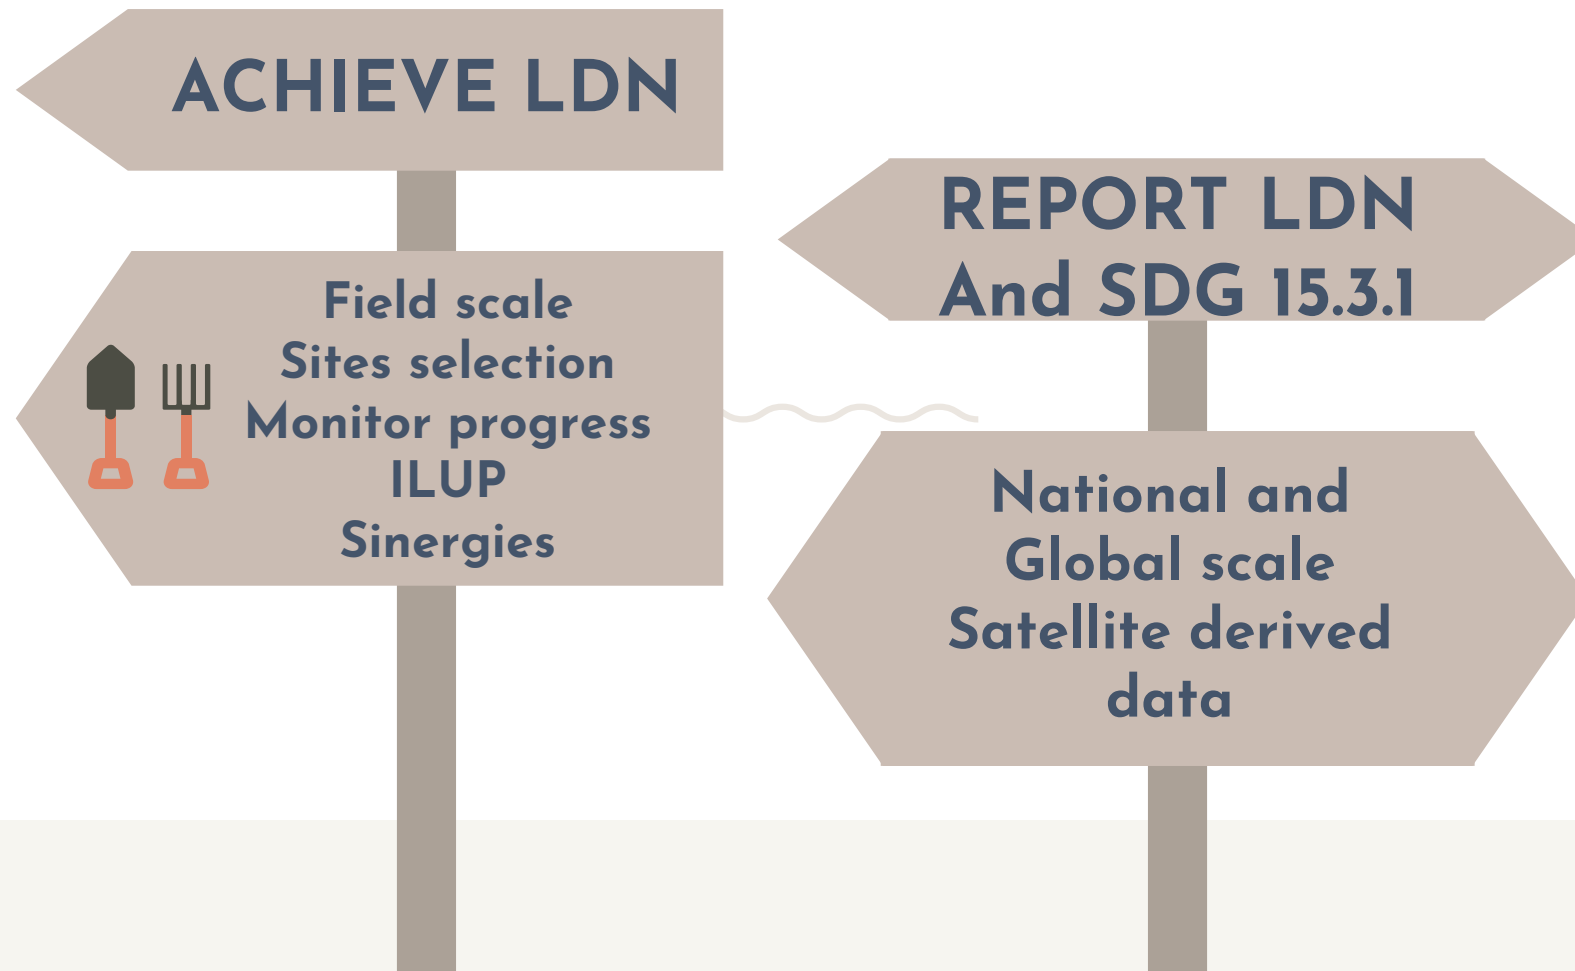 ACHIEVE LDN
Field scale
Sites selection
Monitor progress
ILUP
Sinergies
REPORT LDN
And SDG 15.3.1
National and
Global scale
Satellite derived
data